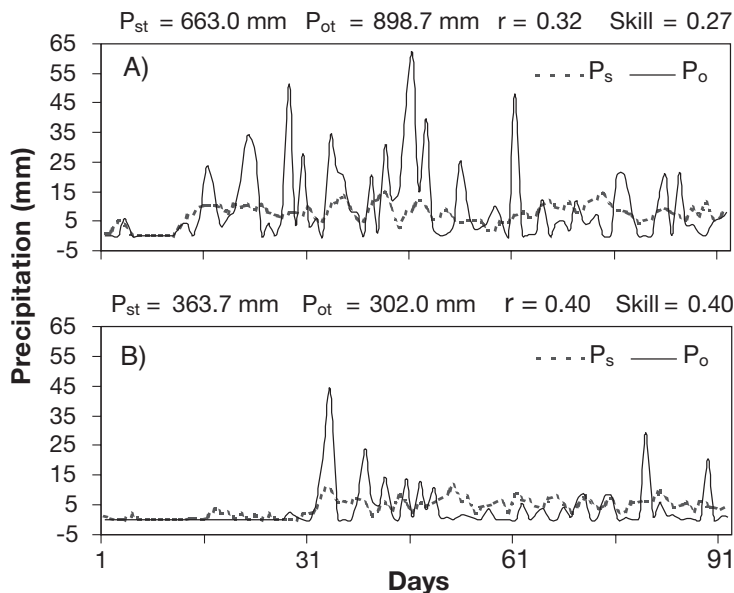 P_st = 663.0 mm P_ot = 898.7 mm r = 0.32 Skill = 0.27
65
55
45
35
25
15
5
-5
A)
P_s P_o
P_st = 363.7 mm P_ot = 302.0 mm r = 0.40 Skill = 0.40
65
55
45
35
25
15
5
-5
B)
P_s P_o
Precipitation (mm)
1 31 61 91
Days